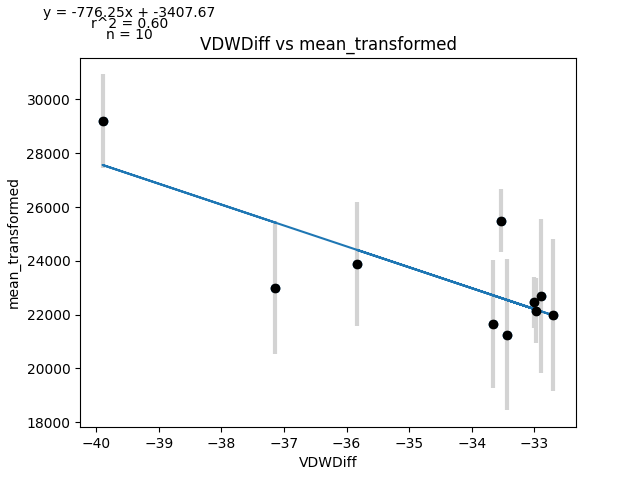 y = -776.25x + -3407.67
r^2 = 0.60
n = 10
VDWDiff vs mean_transformed
30000
28000
26000
24000
22000
20000
18000
mean_transformed
−40
−39
−38
−37
−36
−35
−34
−33
VDWDiff